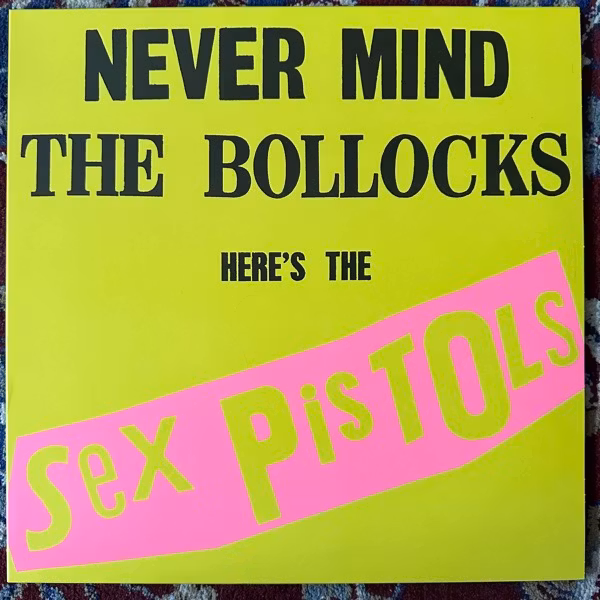 NEVER MIND
THE BOLLOCKS
HERE'S THE
Sex PisTOLS